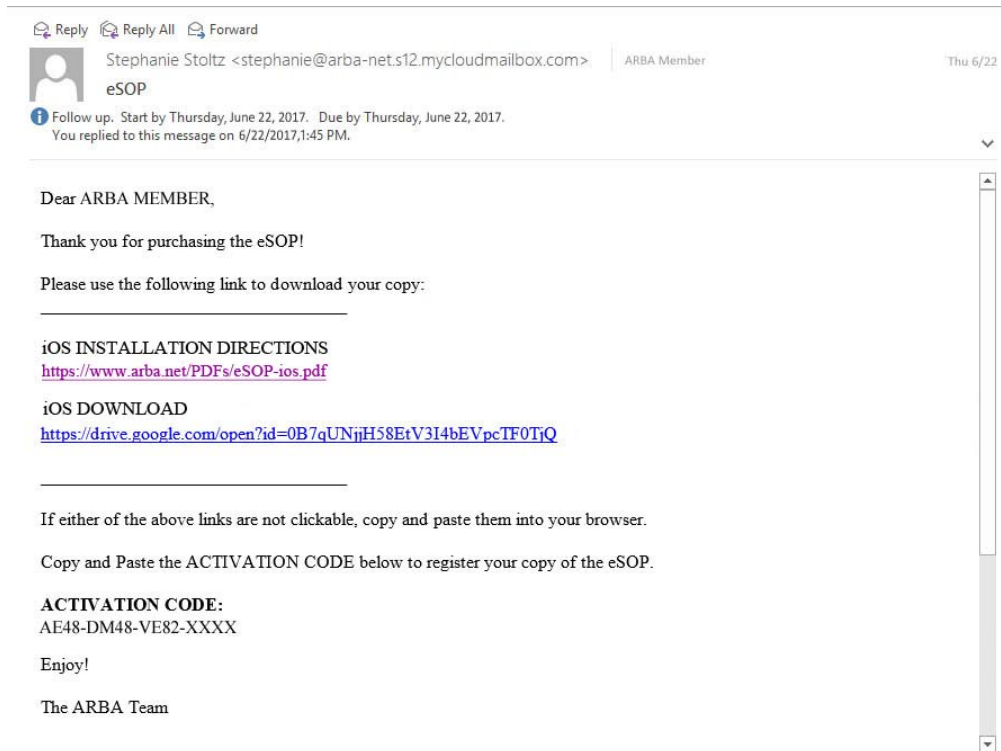 Reply Reply All Forward
Stephanie Stoltz <stephanie@arba-net.s12.mycloudmailbox.com> ARBA Member Thu 6/22
eSOP
Follow up. Start by Thursday, June 22, 2017. Due by Thursday, June 22, 2017.
You replied to this message on 6/22/2017,1:45 PM.
Dear ARBA MEMBER,
Thank you for purchasing the eSOP!
Please use the following link to download your copy:
iOS INSTALLATION DIRECTIONS
https://www.arba.net/PDFs/eSOP-ios.pdf
iOS DOWNLOAD
https://drive.google.com/open?id=0B7qUNjjH58EtV3I4bEVpcTF0TjQ
If either of the above links are not clickable, copy and paste them into your browser.
Copy and Paste the ACTIVATION CODE below to register your copy of the eSOP.
ACTIVATION CODE:
AE48-DM48-VE82-XXXX
Enjoy!
The ARBA Team